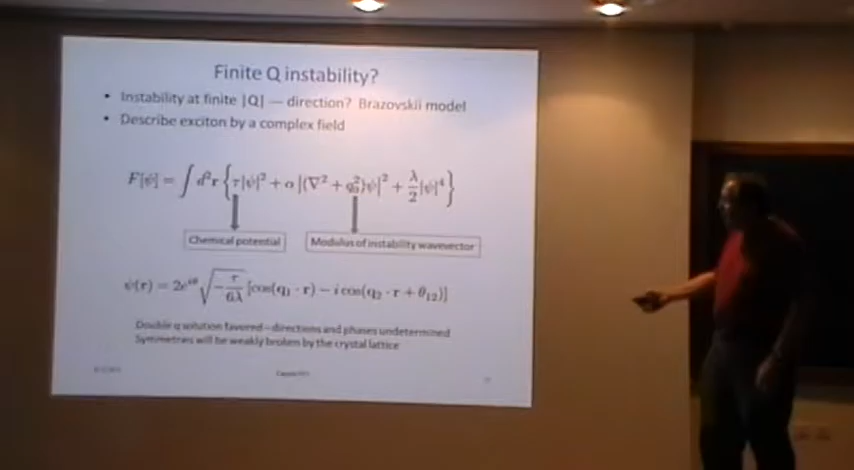 Finite Q instability?
• Instability at finite |Q| — direction? Brazovskii model
• Describe exciton by a complex field
F[ψ] = ∫ d²r { τ|ψ|² + α |(∇² + q₀²)ψ|² + λ/2 |ψ|⁴ }
Chemical potential
Modulus of instability wavevector
ψ(r) = 2e^{iθ} √(-τ/6λ) [cos(q₁ · r) − i cos(q₂ · r + θ₁₂)]
Double q solution favored – directions and phases undetermined
Symmetries will be weakly broken by the crystal lattice